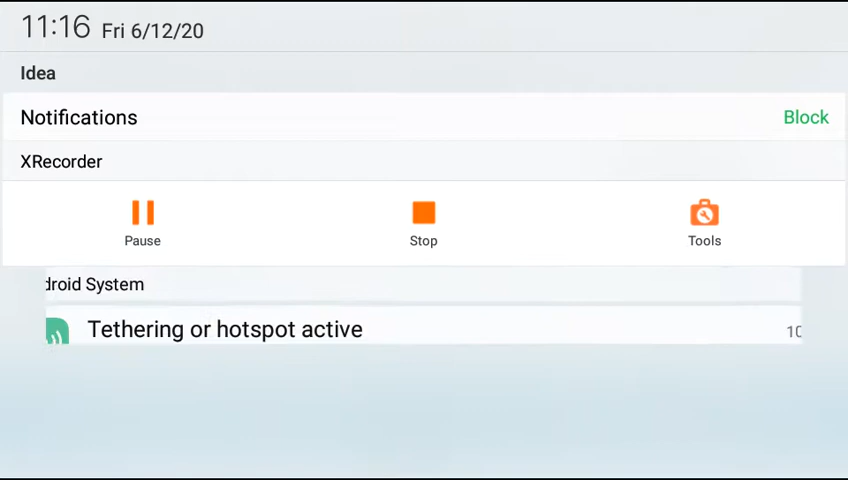 11:16 Fri 6/12/20
Idea
Notifications Block
XRecorder
Pause Stop Tools
droid System
Tethering or hotspot active 10